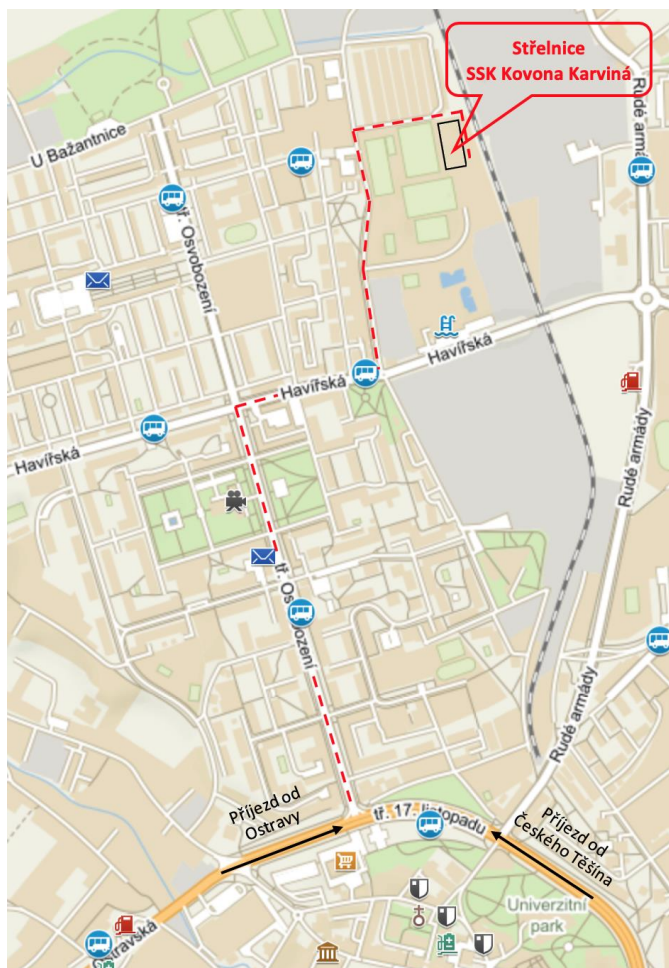 Střelnice
SSK Kovona Karviná
U Bažantnice
Rudé armády
tř. Osvobození
Havířská
Havířská
Havířská
Rudé armády
tř. Osvobození
Rudé armády
Příjezd od
Ostravy
tř. 17. listopadu
Příjezd od
Českého Těšína
Univerzitní
park
Ostravská